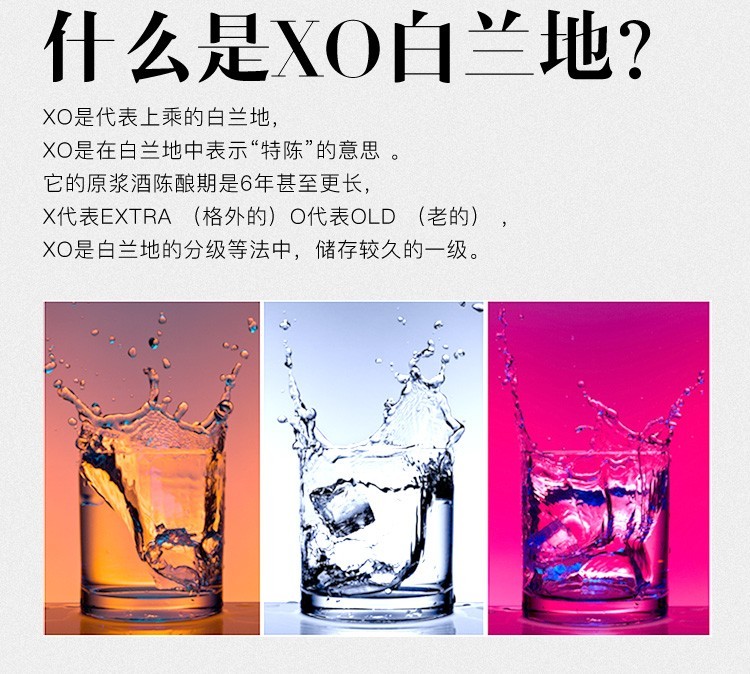 什么是XO白兰地?
XO是代表上乘的白兰地,
XO是在白兰地中表示“特陈”的意思 。
它的原浆酒陈酿期是6年甚至更长,
X代表EXTRA （格外的）O代表OLD （老的） ,
XO是白兰地的分级等法中，储存较久的一级。